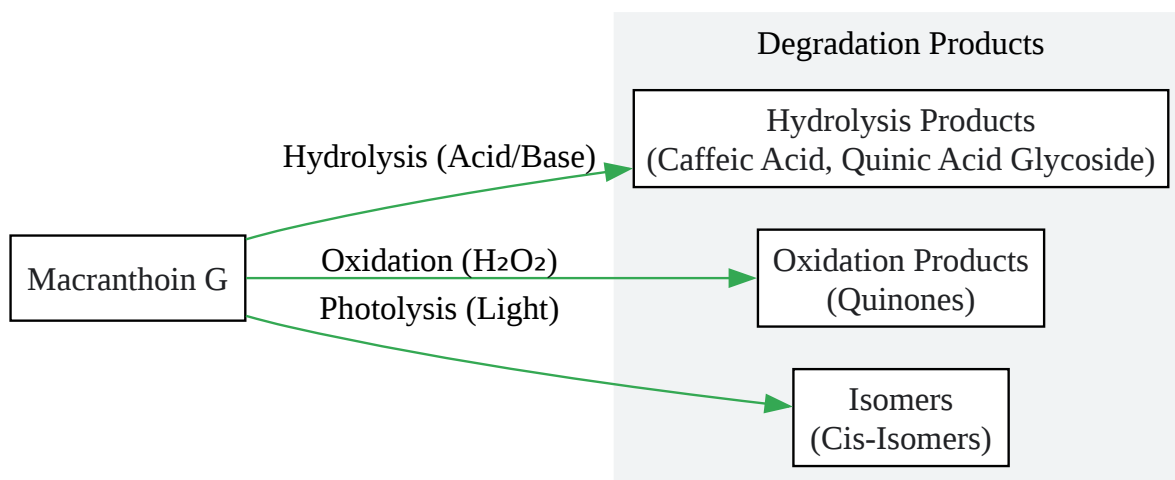 Degradation Products
Hydrolysis Products
(Caffeic Acid, Quinic Acid Glycoside)
Hydrolysis (Acid/Base)
Macranthoin G
Oxidation (H₂O₂)
Oxidation Products
(Quinones)
Photolysis (Light)
Isomers
(Cis-Isomers)